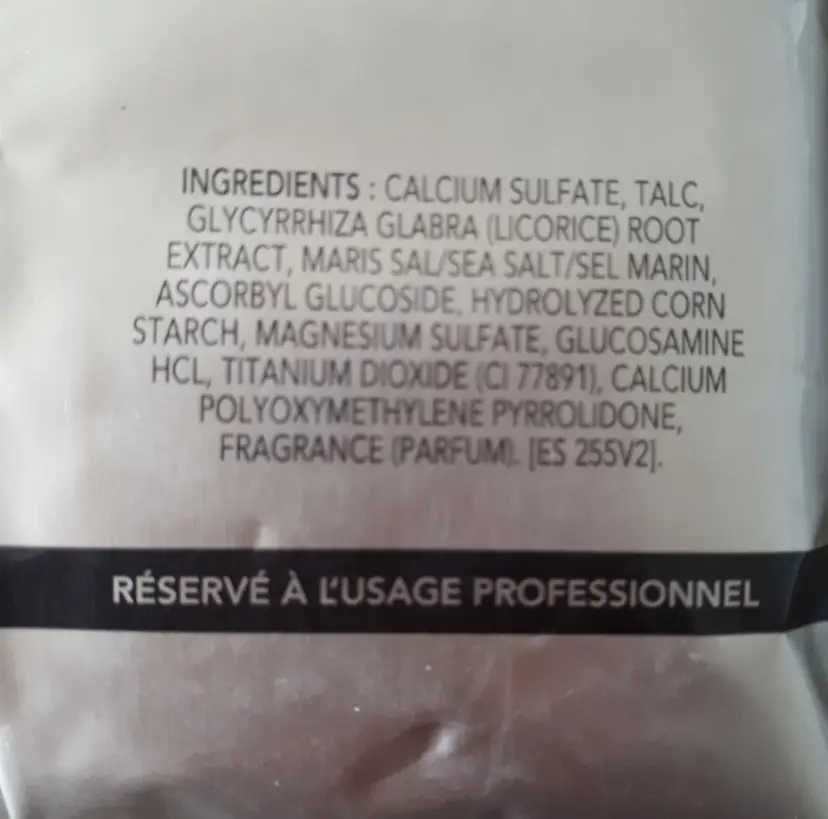 INGREDIENTS : CALCIUM SULFATE, TALC,
GLYCYRRHIZA GLABRA (LICORICE) ROOT
EXTRACT, MARIS SAL/SEA SALT/SEL MARIN,
ASCORBYL GLUCOSIDE, HYDROLYZED CORN
STARCH, MAGNESIUM SULFATE, GLUCOSAMINE
HCL, TITANIUM DIOXIDE (CI 77891), CALCIUM
POLYOXYMETHYLENE PYRROLIDONE,
FRAGRANCE (PARFUM). [ES 255V2].
RÉSERVÉ À L'USAGE PROFESSIONNEL